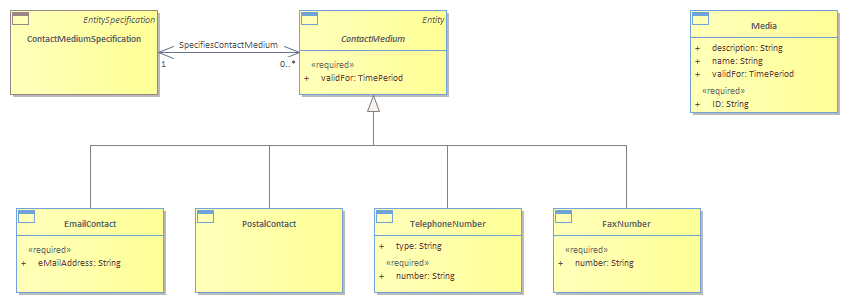 EntitySpecification
ContactMediumSpecification
SpecifiesContactMedium
1
0..*
Entity
ContactMedium
«required»
+ validFor: TimePeriod
Media
+ description: String
+ name: String
+ validFor: TimePeriod
«required»
+ ID: String
EmailContact
«required»
+ eMailAddress: String
PostalContact
TelephoneNumber
+ type: String
«required»
+ number: String
FaxNumber
«required»
+ number: String